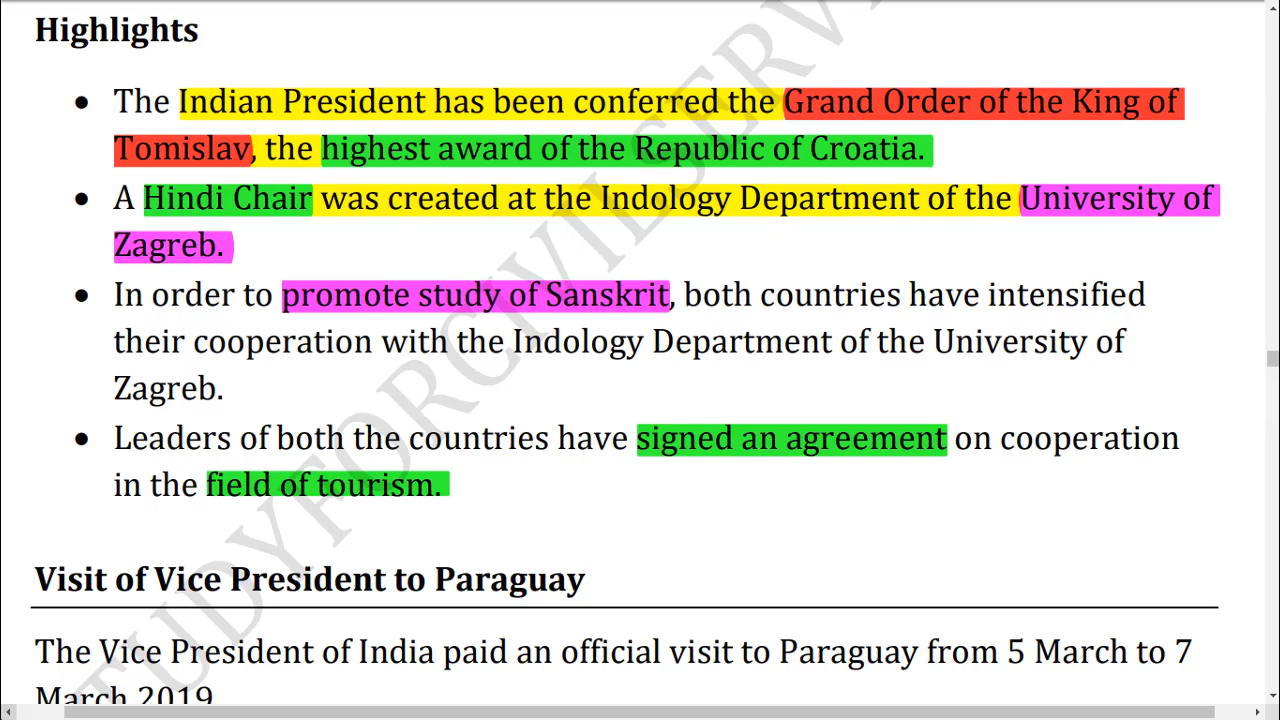 Highlights
• The Indian President has been conferred the Grand Order of the King of
Tomislav, the highest award of the Republic of Croatia.
• A Hindi Chair was created at the Indology Department of the University of
Zagreb.
• In order to promote study of Sanskrit, both countries have intensified
their cooperation with the Indology Department of the University of
Zagreb.
• Leaders of both the countries have signed an agreement on cooperation
in the field of tourism.
Visit of Vice President to Paraguay
The Vice President of India paid an official visit to Paraguay from 5 March to 7
March 2019
TUDYFORCIVILSERVI